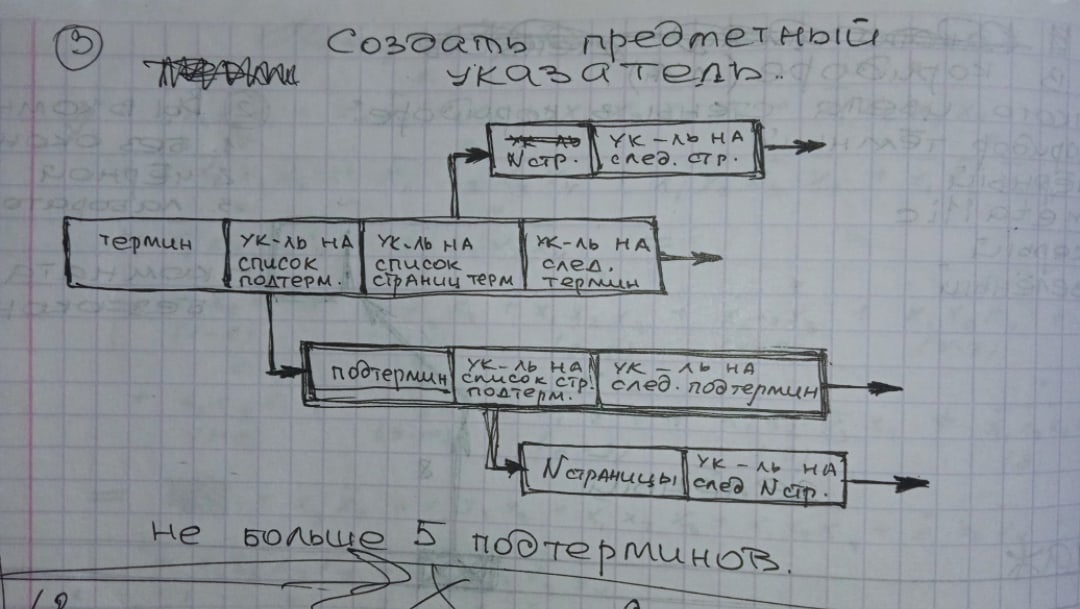 3
Создать предметный
указатель.
N стр.
ук-ль на
след. стр.
термин
ук-ль на
список
подтерм.
ук-ль на
список
страниц терм
ук-ль на
след.
термин
подтермин
ук-ль на
список стр.
подтерм.
ук-ль на
след. подтермин
N страницы
ук-ль на
след N стр.
не больше 5 подтерминов.